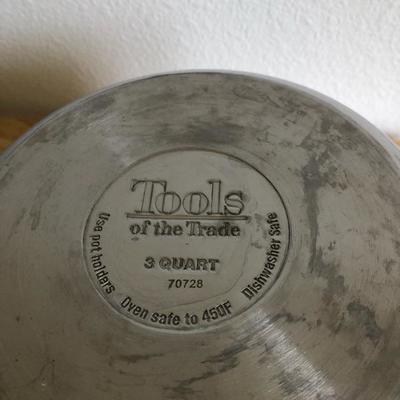 Tools
of the Trade
3 QUART
70728
Use pot holders
Oven safe to 450F
Dishwasher Safe